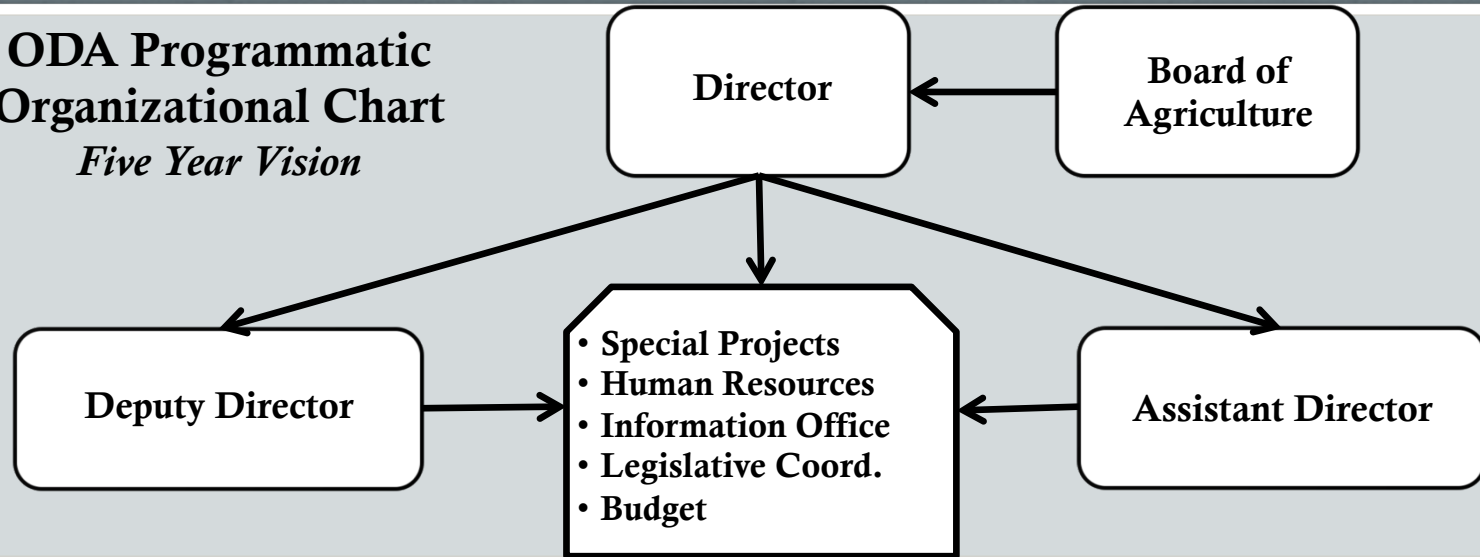 ODA Programmatic
Organizational Chart
Five Year Vision
Director
Board of
Agriculture
Deputy Director
• Special Projects
• Human Resources
• Information Office
• Legislative Coord.
• Budget
Assistant Director